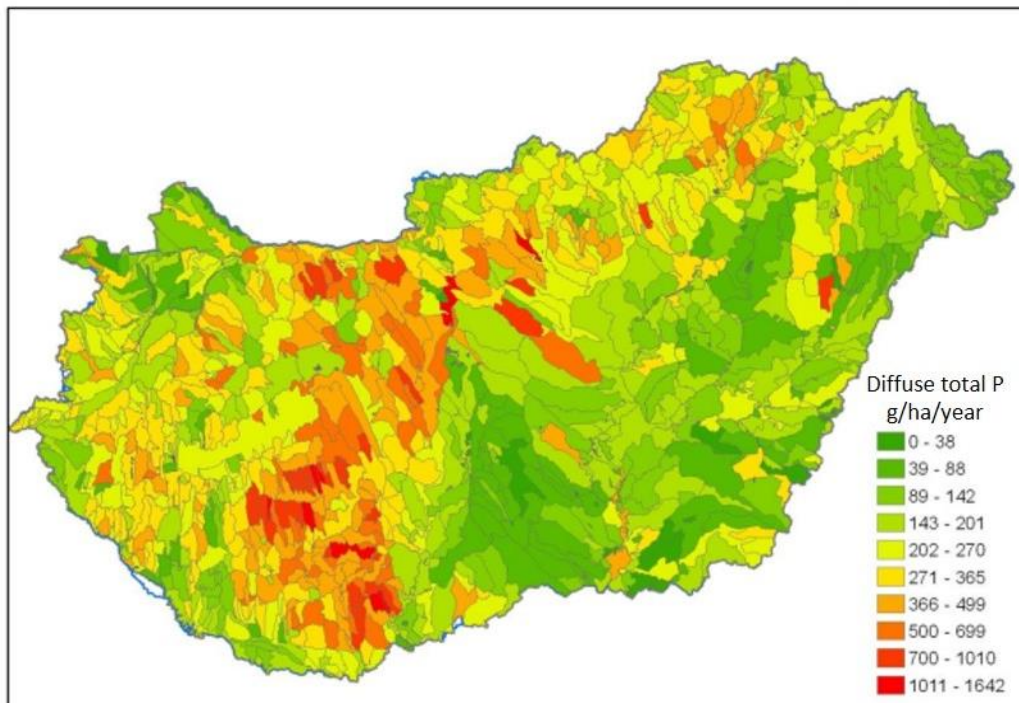 Diffuse total P
g/ha/year
0 - 38
39 - 88
89 - 142
143 - 201
202 - 270
271 - 365
366 - 499
500 - 699
700 - 1010
1011 - 1642